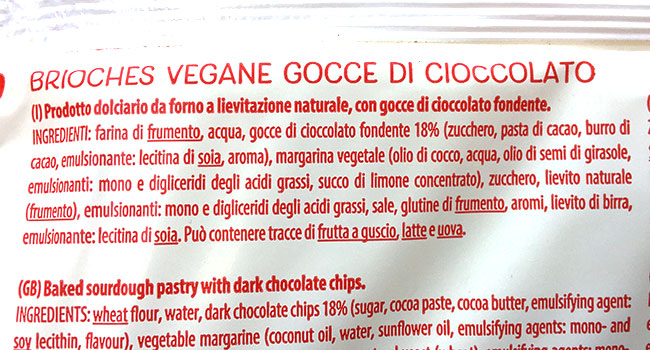 BRIOCHES VEGANE GOCCE DI CIOCCOLATO
(I) Prodotto dolciario da forno a lievitazione naturale, con gocce di cioccolato fondente.
INGREDIENTI: farina di frumento, acqua, gocce di cioccolato fondente 18% (zucchero, pasta di cacao, burro di
cacao, emulsionante: lecitina di soia, aroma), margarina vegetale (olio di cocco, acqua, olio di semi di girasole,
emulsionanti: mono e digliceridi degli acidi grassi, succo di limone concentrato), zucchero, lievito naturale
(frumento), emulsionanti: mono e digliceridi degli acidi grassi, sale, glutine di frumento, aromi, lievito di birra,
emulsionante: lecitina di soia. Può contenere tracce di frutta a guscio, latte e uova.
(GB) Baked sourdough pastry with dark chocolate chips.
INGREDIENTS: wheat flour, water, dark chocolate chips 18% (sugar, cocoa paste, cocoa butter, emulsifying agent:
soy lecithin, flavour), vegetable margarine (coconut oil, water, sunflower oil, emulsifying agents: mono- and